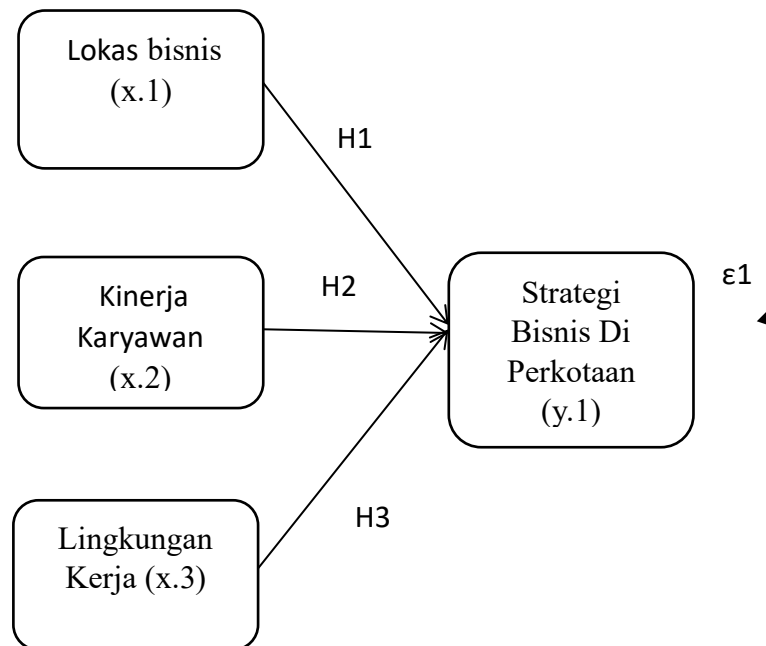 Lokas bisnis
(x.1)
H1
Kinerja
Karyawan
(x.2)
H2
Strategi
Bisnis Di
Perkotaan
(y.1)
ε1
H3
Lingkungan
Kerja (x.3)